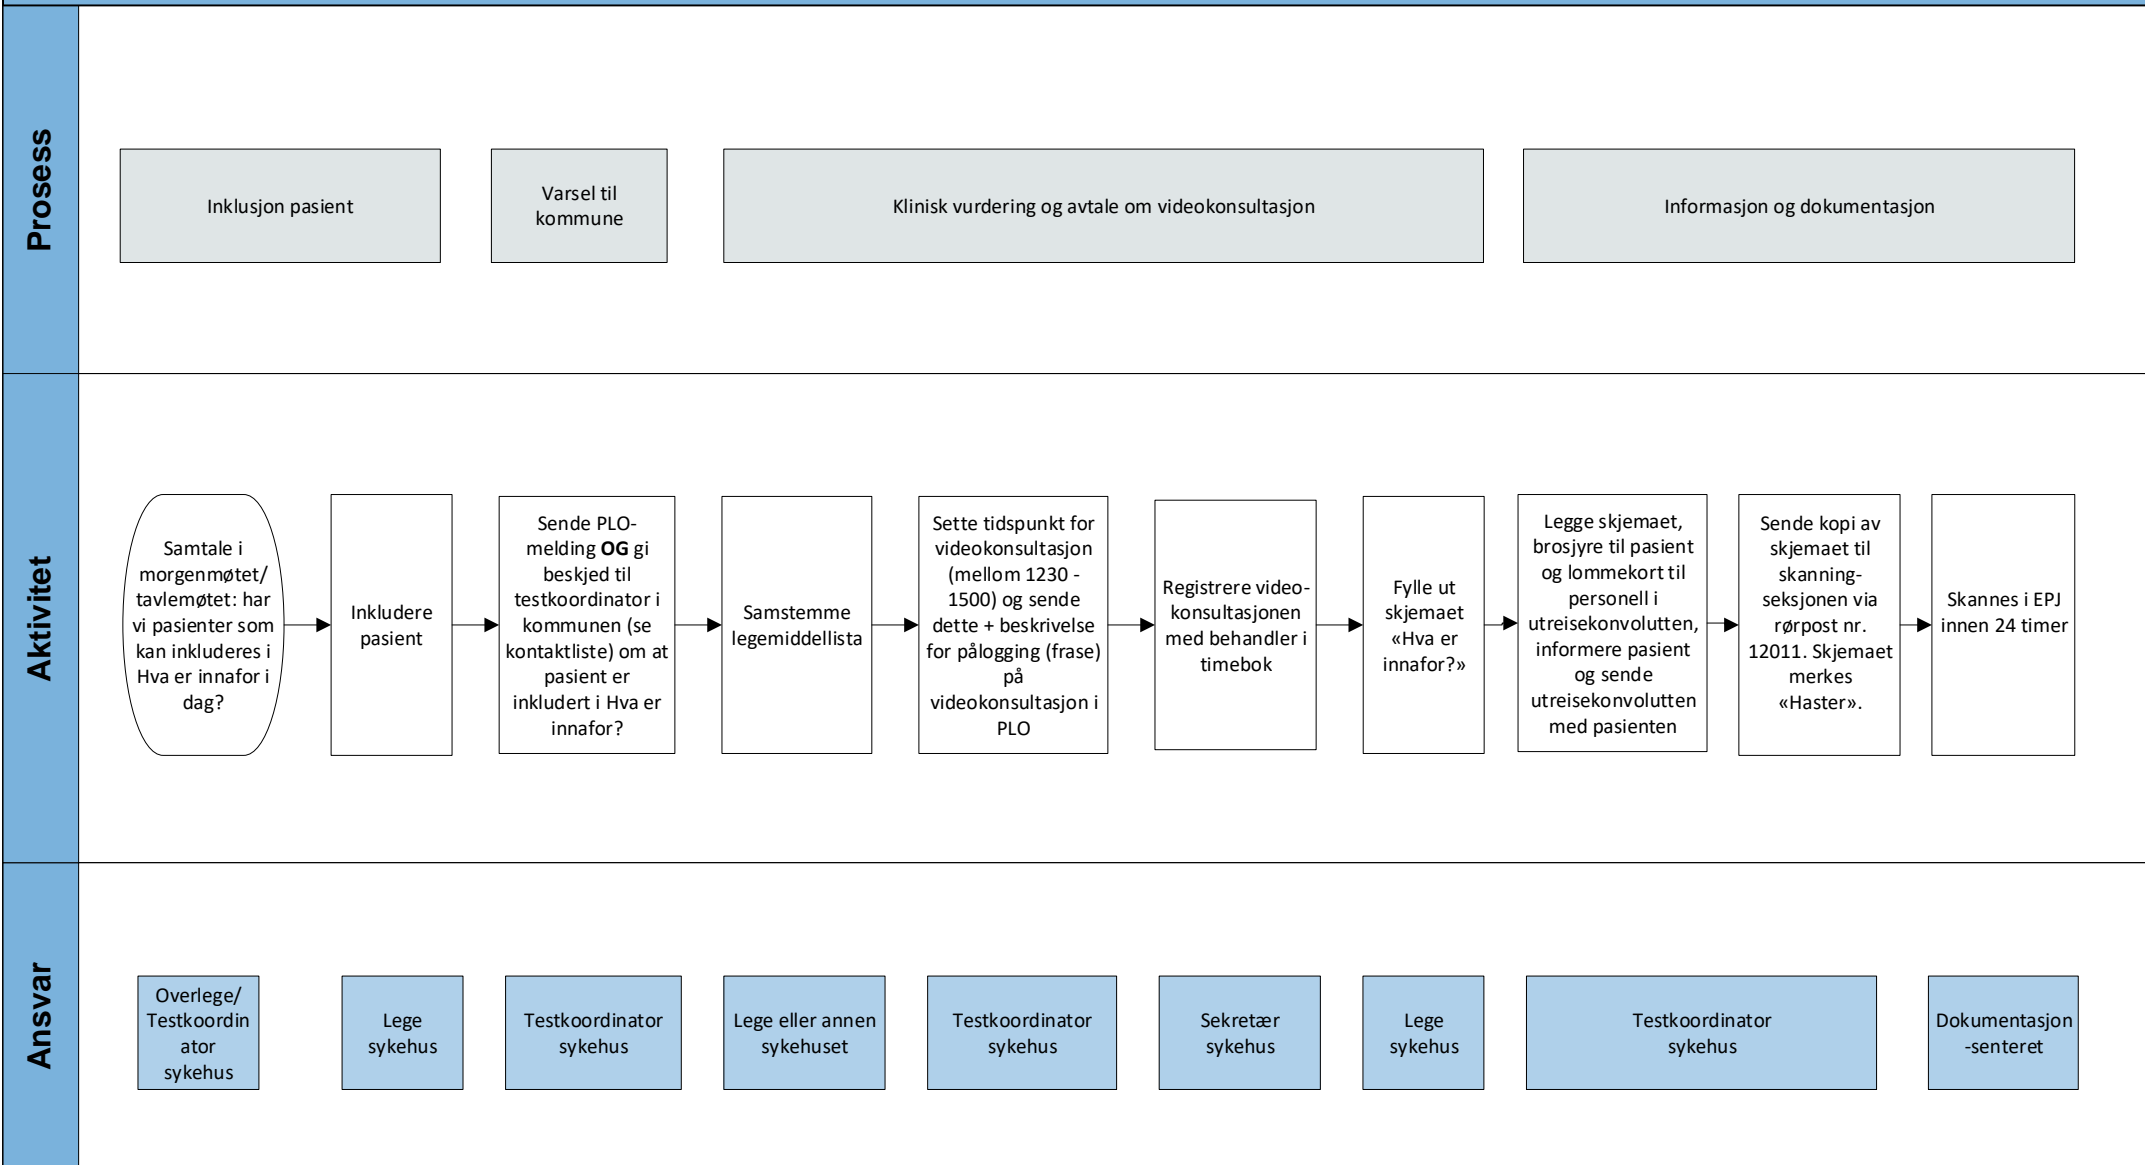 Prosess
Inklusjon pasient
Varsel til
kommune
Klinisk vurdering og avtale om videokonsultasjon
Informasjon og dokumentasjon
Aktivitet
Samtale i
morgenmøtet/
tavlemøtet: har
vi pasienter som
kan inkluderes i
Hva er innafor i
dag?
Inkludere
pasient
Sende PLO-
melding OG gi
beskjed til
testkoordinator i
kommunen (se
kontaktliste) om at
pasient er
inkludert i Hva er
innafor?
Samstemme
legemiddellista
Sette tidspunkt for
videokonsultasjon
(mellom 1230 -
1500) og sende
dette + beskrivelse
for pålogging (frase)
på
videokonsultasjon i
PLO
Registrere video-
konsultasjonen
med behandler i
timebok
Fylle ut
skjemaet
«Hva er
innafor?»
Legge skjemaet,
brosjyre til pasient
og lommekort til
personell i
utreisekonvolutten,
informere pasient
og sende
utreisekonvolutten
med pasienten
Sende kopi av
skjemaet til
skanning-
seksjonen via
rørpost nr.
12011. Skjemaet
merkes
«Haster».
Skannes i EPJ
innen 24 timer
Ansvar
Overlege/
Testkoordin
ator
sykehus
Lege
sykehus
Testkoordinator
sykehus
Lege eller annen
sykehuset
Testkoordinator
sykehus
Sekretær
sykehus
Lege
sykehus
Testkoordinator
sykehus
Dokumentasjon
-senteret